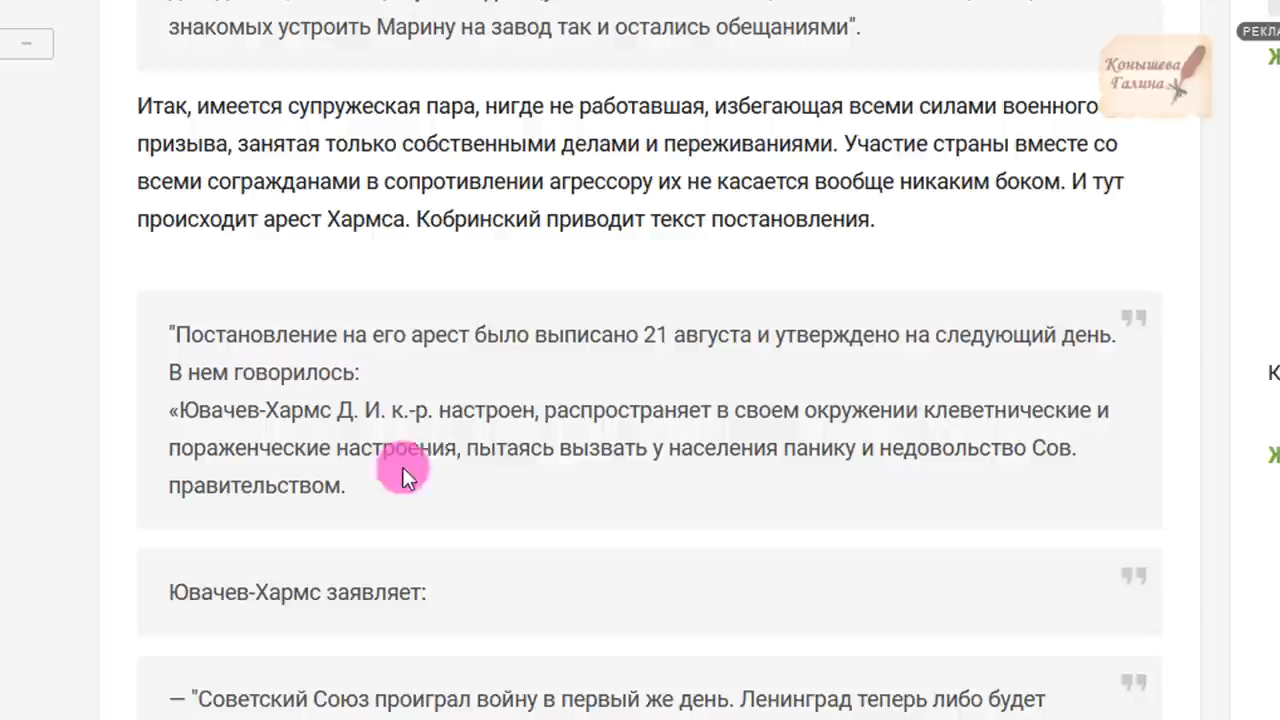 знакомых устроить Марину на завод так и остались обещаниями".
РЕКЛА
Конышева
Галина
Итак, имеется супружеская пара, нигде не работавшая, избегающая всеми силами военного
призыва, занятая только собственными делами и переживаниями. Участие страны вместе со
всеми согражданами в сопротивлении агрессору их не касается вообще никаким боком. И тут
происходит арест Хармса. Кобринский приводит текст постановления.
"Постановление на его арест было выписано 21 августа и утверждено на следующий день.
В нем говорилось:
«Ювачев-Хармс Д. И. к.-р. настроен, распространяет в своем окружении клеветнические и
пораженческие настроения, пытаясь вызвать у населения панику и недовольство Сов.
правительством.
Ювачев-Хармс заявляет:
— "Советский Союз проиграл войну в первый же день. Ленинград теперь либо будет